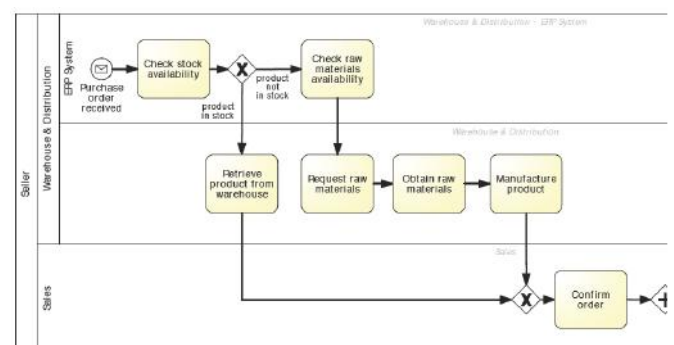 Warehouse & Distribution - ERP System
Seller
Warehouse & Distribution
ERP System
Purchase
order
received
Check stock
availability
product
not
in stock
product
in stock
Check raw
materials
availability
Warehouse & Distribution
Retrieve
product from
warehouse
Request raw
materials
Obtain raw
materials
Manufacture
product
Sales
Sales
Confirm
order